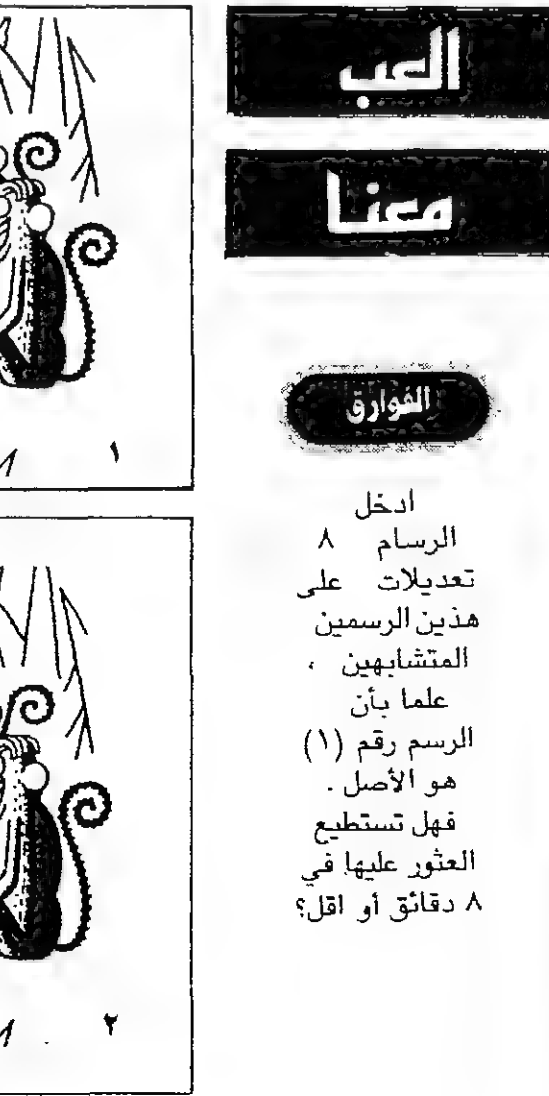 العب
معنا
الفوارق
ادخل
الرسام ٨
تعديلات على
هذين الرسمين
المتشابهين ،
علما بأن
الرسم رقم (١)
هو الأصل .
فهل تستطيع
العثور عليها في
٨ دقائق أو اقل؟
١
٢